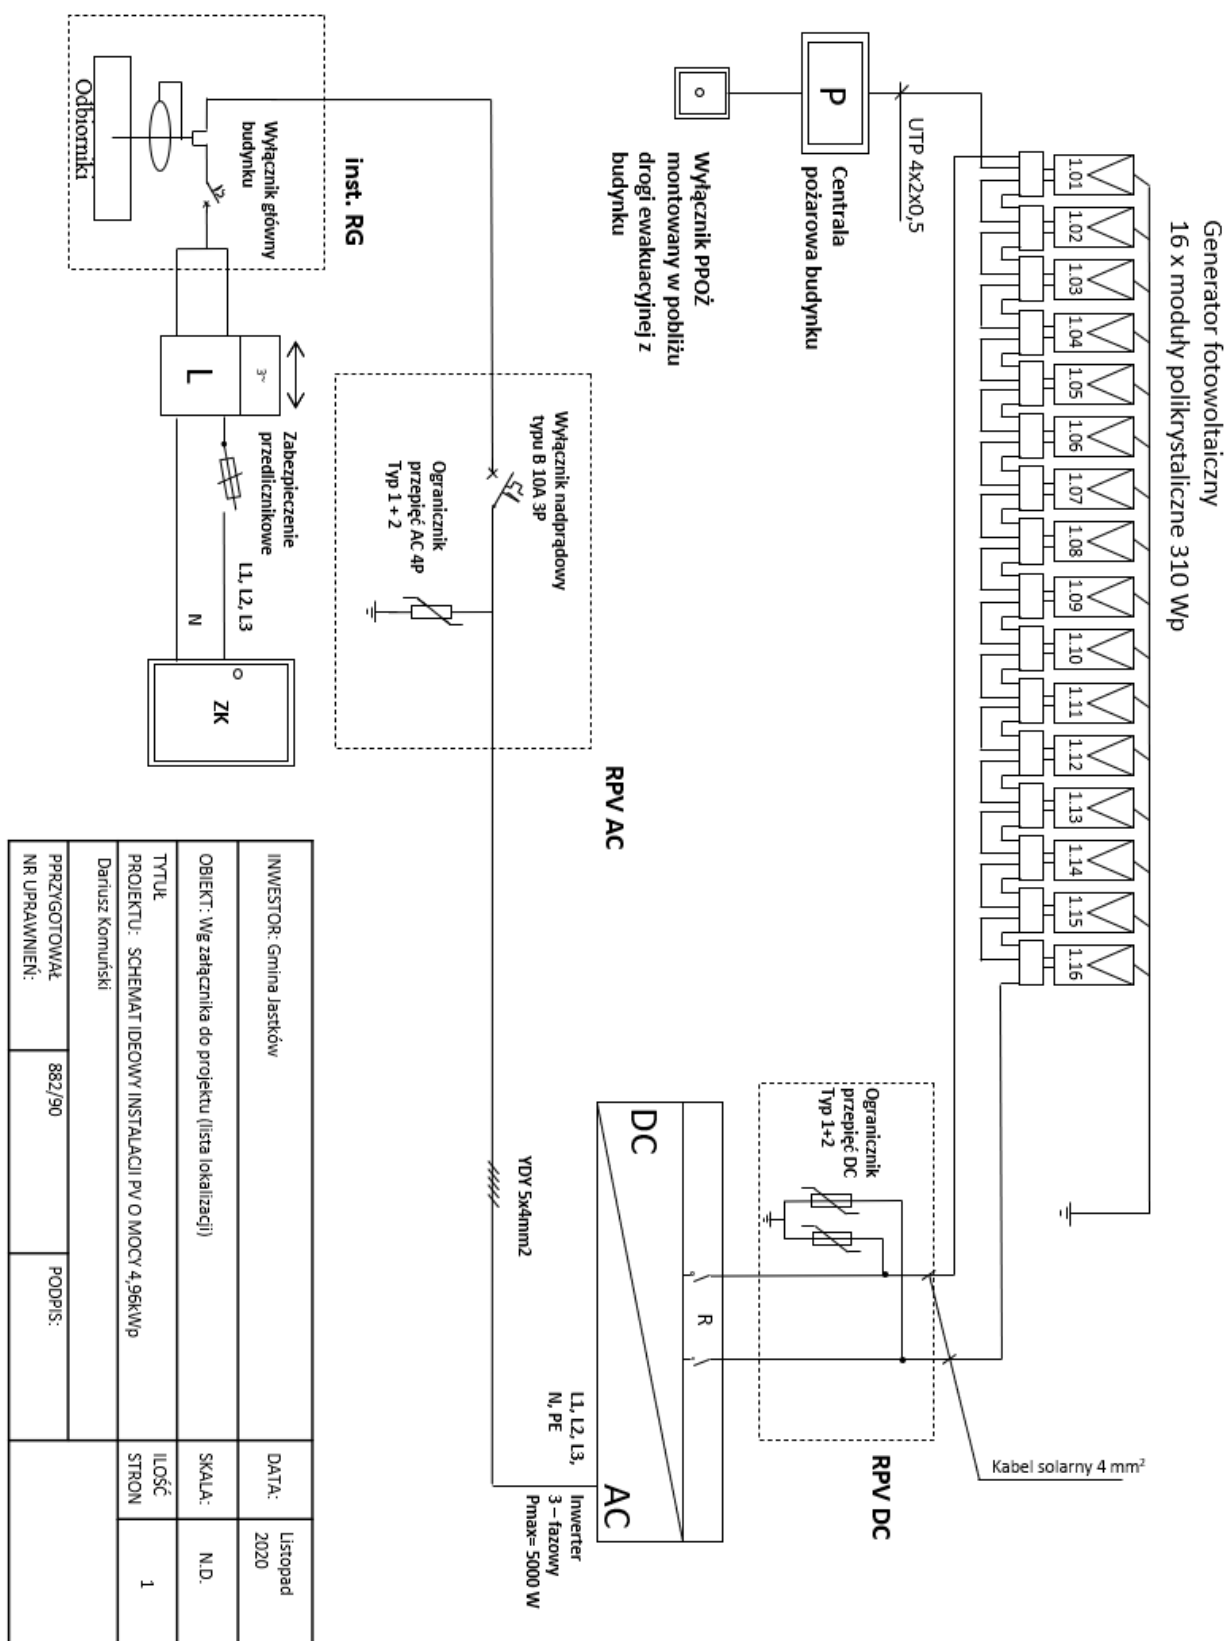 Generator fotowoltaiczny
16 x moduły polikrystaliczne 310 Wp
1.01
1.02
1.03
1.04
1.05
1.06
1.07
1.08
1.09
1.10
1.11
1.12
1.13
1.14
1.15
1.16
UTP 4x2x0,5
P
Centrala
pożarowa budynku
Wyłącznik PPOŻ
montowany w pobliżu
drogi ewakuacyjnej z
budynku
Kabel solarny 4 mm²
RPV DC
Ogranicznik
przepięć DC
Typ 1+2
R
DC
AC
L1, L2, L3,
N, PE
Inwerter
3 – fazowy
Pmax= 5000 W
YDY 5x4mm2
RPV AC
Wyłącznik nadprądowy
typu B 10A 3P
Ogranicznik
przepięć AC 4P
Typ 1 + 2
inst. RG
Wyłącznik główny
budynku
Odbiorniki
3~
L
Zabezpieczenie
przedlicznikowe
L1, L2, L3
N
ZK
INWESTOR: Gmina Jastków
DATA:
Listopad
2020
OBIEKT: Wg załącznika do projektu (lista lokalizacji)
SKALA:
N.D.
TYTUŁ
PROJEKTU: SCHEMAT IDEOWY INSTALACJI PV O MOCY 4,96kWp
ILOŚĆ
STRON
1
Dariusz Komuński
PPRZYGOTOWAŁ
NR UPRAWNIEŃ:
882/90
PODPIS: